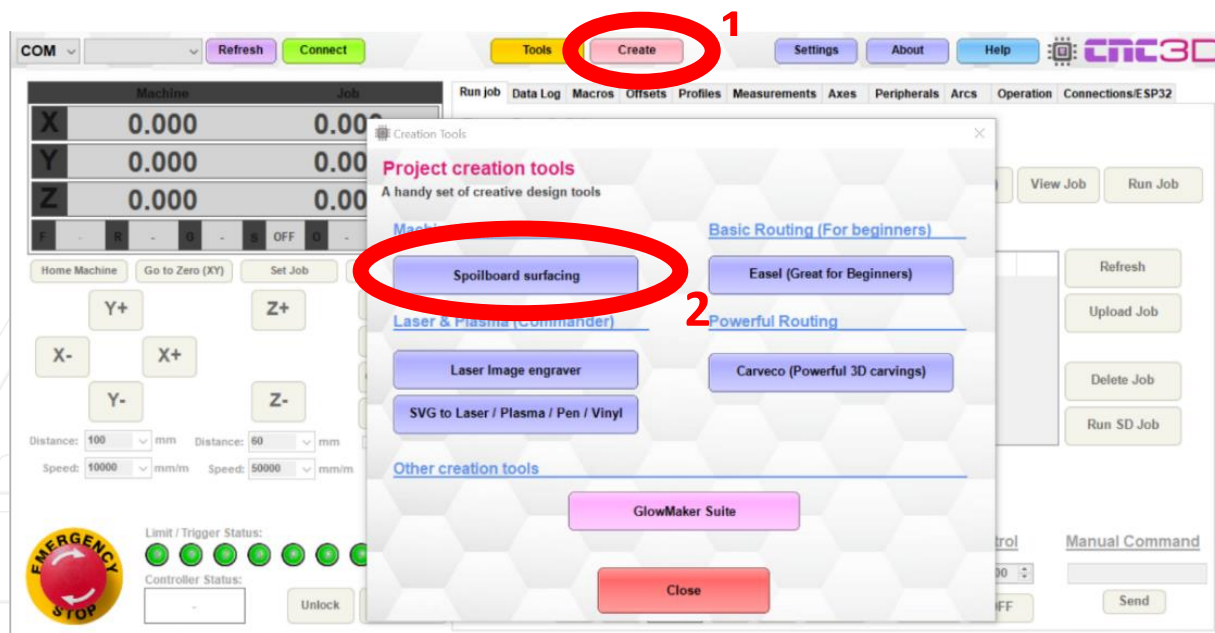 1
COM
Refresh
Connect
Tools
Create
Settings
About
Help
CNC3D
Machine
Job
Run job
Data Log
Macros
Offsets
Profiles
Measurements
Axes
Peripherals
Arcs
Operation
Connections/ESP32
X
0.000
Y
0.000
Z
0.000
F
-
R
-
G
-
S
OFF
O
-
Home Machine
Go to Zero (XY)
Set Job
Y+
Z+
X-
X+
Y-
Z-
Distance:
100
mm
Distance:
60
mm
Speed:
10000
mm/m
Speed:
50000
mm/m
EMERGENCY
STOP
Limit / Trigger Status:
Controller Status:
-
Unlock
Creation Tools
Project creation tools
A handy set of creative design tools
Spoilboard surfacing
2
Laser & Plasma (Commander)
Laser Image engraver
SVG to Laser / Plasma / Pen / Vinyl
Basic Routing (For beginners)
Easel (Great for Beginners)
Powerful Routing
Carveco (Powerful 3D carvings)
Other creation tools
GlowMaker Suite
Close
View Job
Run Job
Refresh
Upload Job
Delete Job
Run SD Job
Manual Command
Send